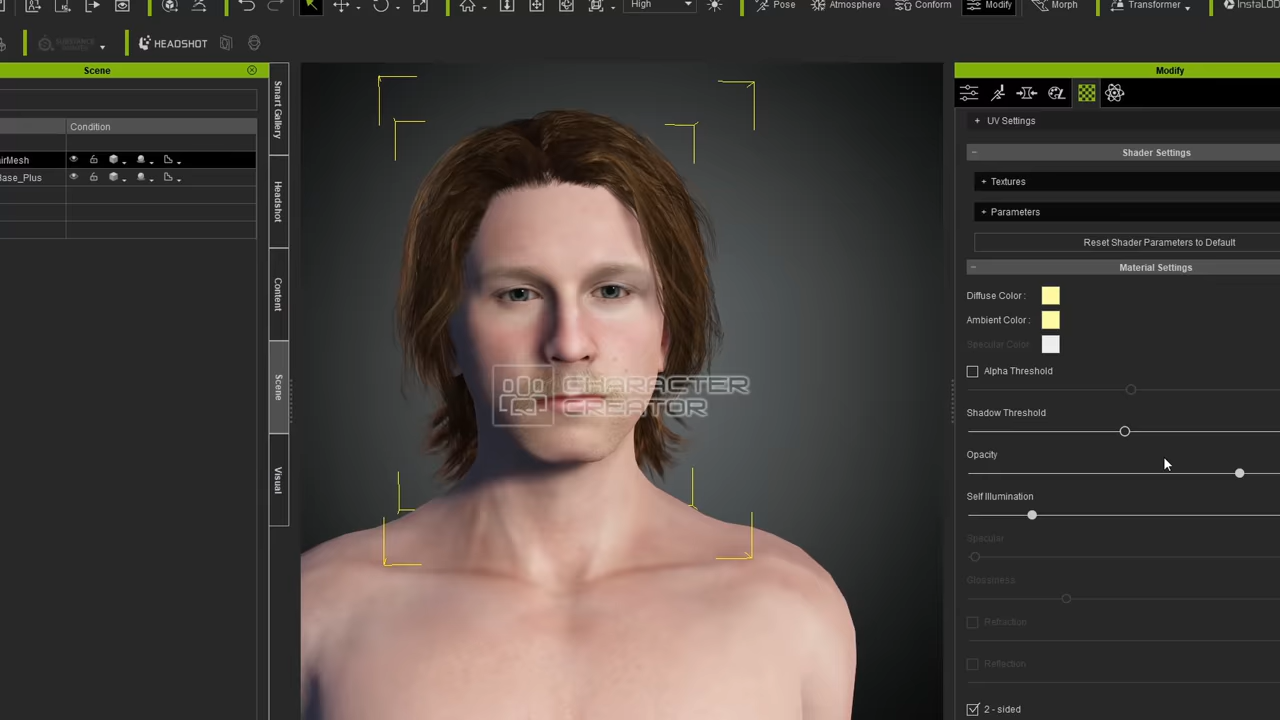 High
Pose
Atmosphere
Conform
Modify
Morph
Transformer
InstaLOD
HEADSHOT
Scene
Modify
Smart Gallery
Headshot
Content
Scene
Visual
Condition
irMesh
Base_Plus
CHARACTER
CREATOR
+ UV Settings
Shader Settings
+ Textures
+ Parameters
Reset Shader Parameters to Default
Material Settings
Diffuse Color :
Ambient Color :
Specular Color
Alpha Threshold
Shadow Threshold
Opacity
Self Illumination
Specular
Glossiness
Refraction
Reflection
2 - sided